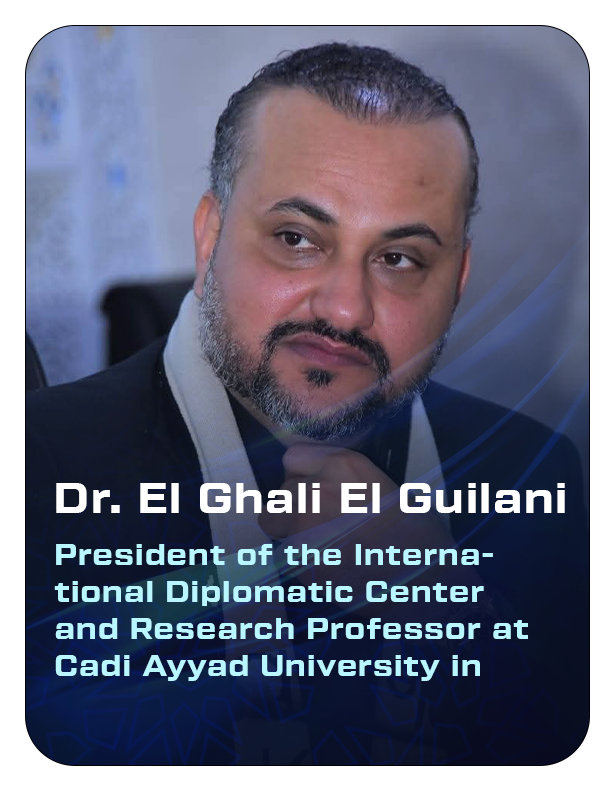 Dr. El Ghali El Guilani
President of the Interna-
tional Diplomatic Center
and Research Professor at
Cadi Ayyad University in